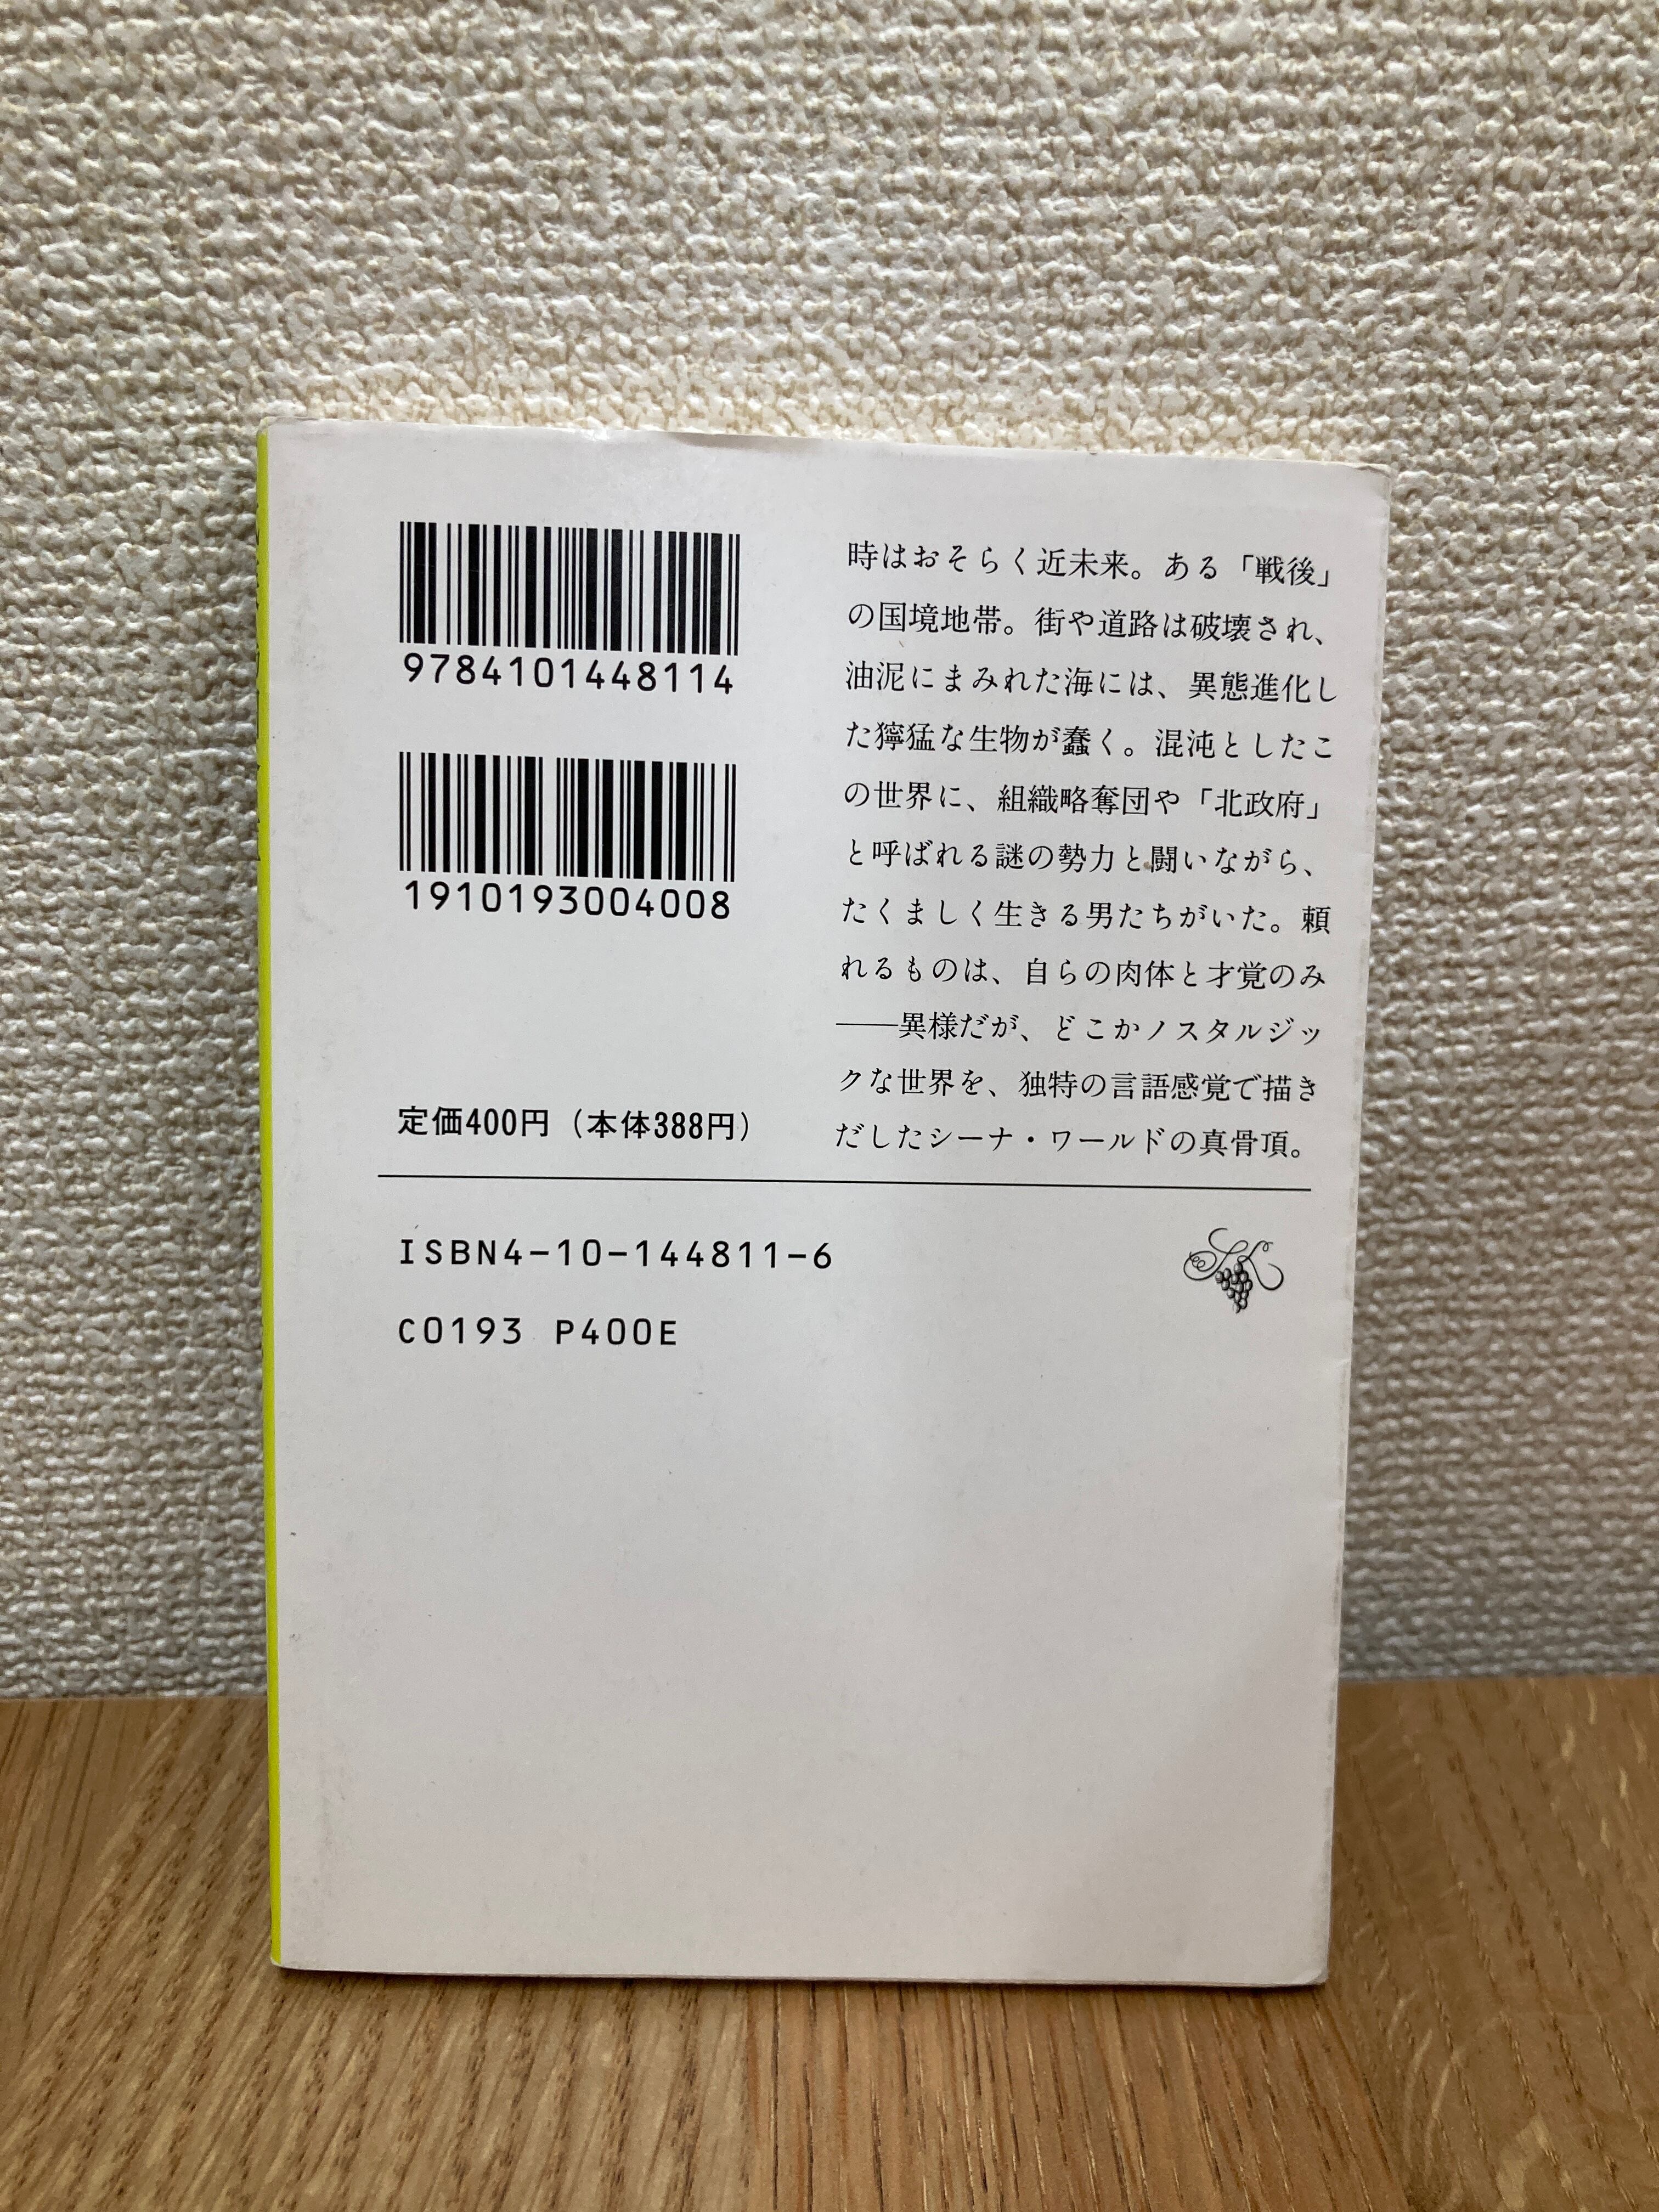 9784101448114
1910193004008
定価400円（本体388円）
時はおそらく近未来。ある「戦後」
の国境地帯。街や道路は破壊され、
油泥にまみれた海には、異態進化し
た獰猛な生物が蠢く。混沌としたこ
の世界に、組織略奪団や「北政府」
と呼ばれる謎の勢力と闘いながら、
たくましく生きる男たちがいた。頼
れるものは、自らの肉体と才覚のみ
――異様だが、どこかノスタルジッ
クな世界を、独特の言語感覚で描き
だしたシーナ・ワールドの真骨頂。
ISBN4-10-144811-6
C0193 P400E